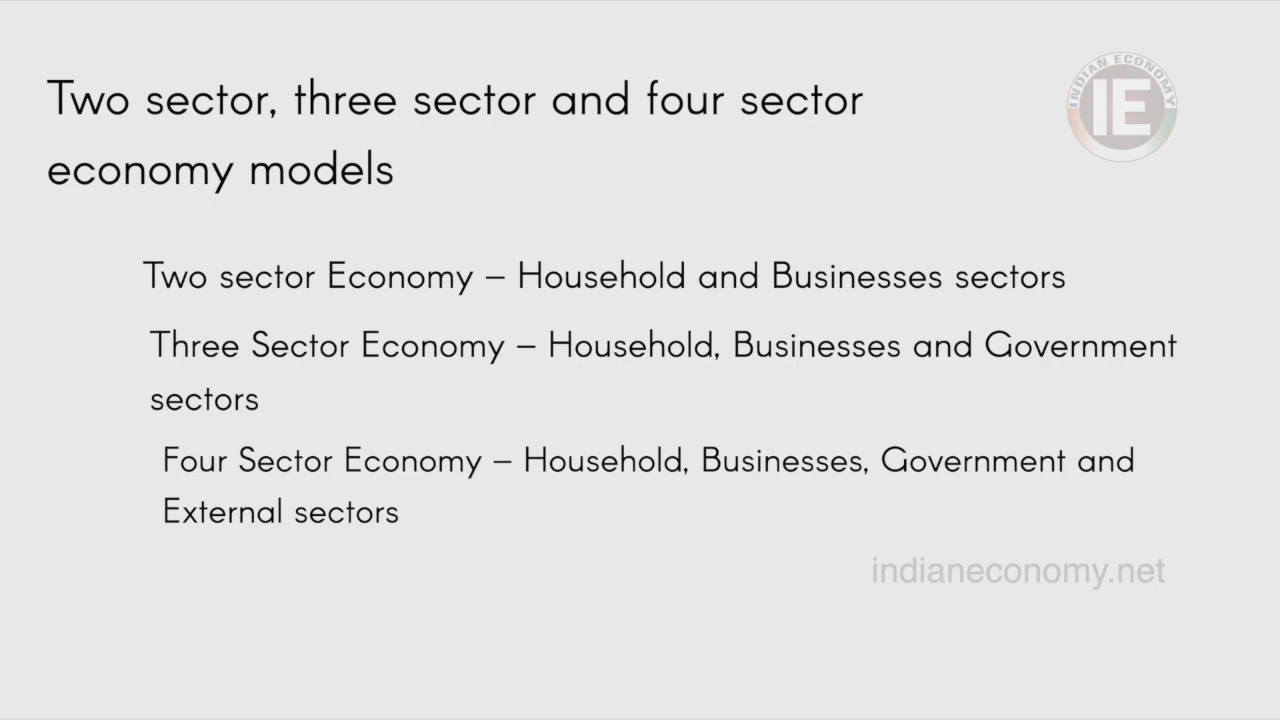 Two sector, three sector and four sector
economy models
INDIAN ECONOMY
IE
Two sector Economy – Household and Businesses sectors
Three Sector Economy – Household, Businesses and Government
sectors
Four Sector Economy – Household, Businesses, Government and
External sectors
indianeconomy.net